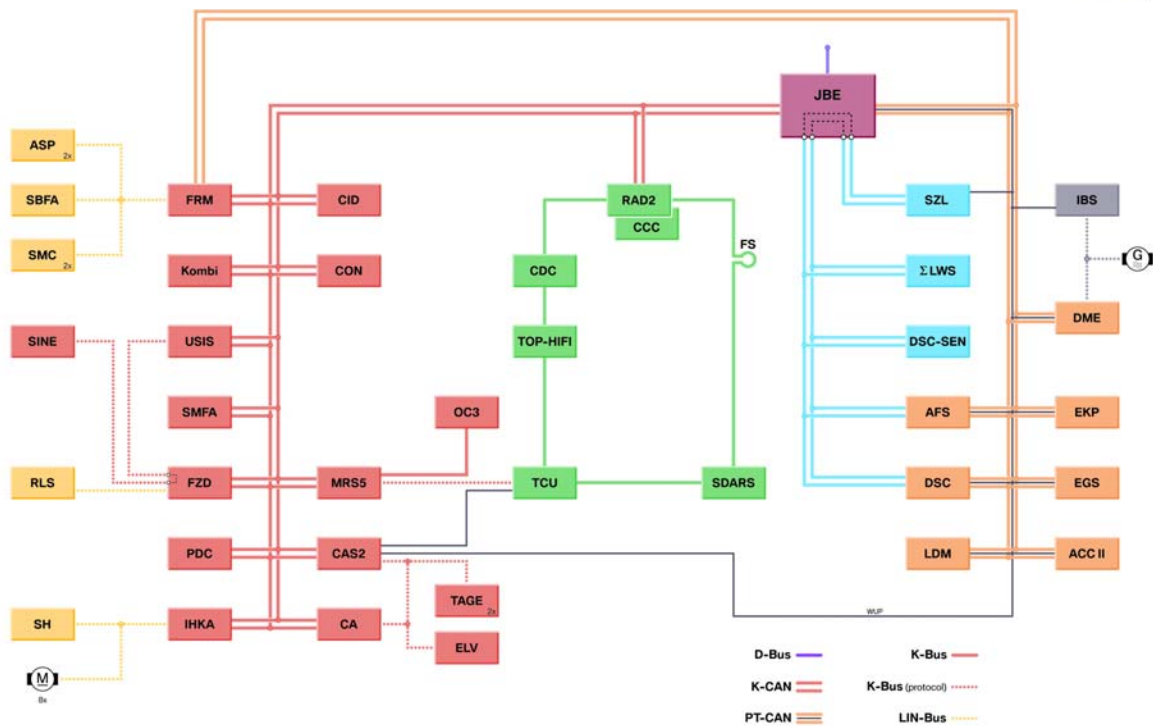 JBE
ASP
2x
SBFA
FRM
CID
RAD2
CCC
SZL
IBS
SMC
2x
FS
Kombi
CON
CDC
ΣLWS
G
DME
SINE
USIS
TOP-HIFI
DSC-SEN
SMFA
OC3
AFS
EKP
RLS
FZD
MRS5
TCU
SDARS
DSC
EGS
PDC
CAS2
LDM
ACC II
TAGE
2x
WUP
SH
IHKA
CA
ELV
M
8x
D-Bus
K-Bus
K-CAN
K-Bus (protocol)
PT-CAN
LIN-Bus